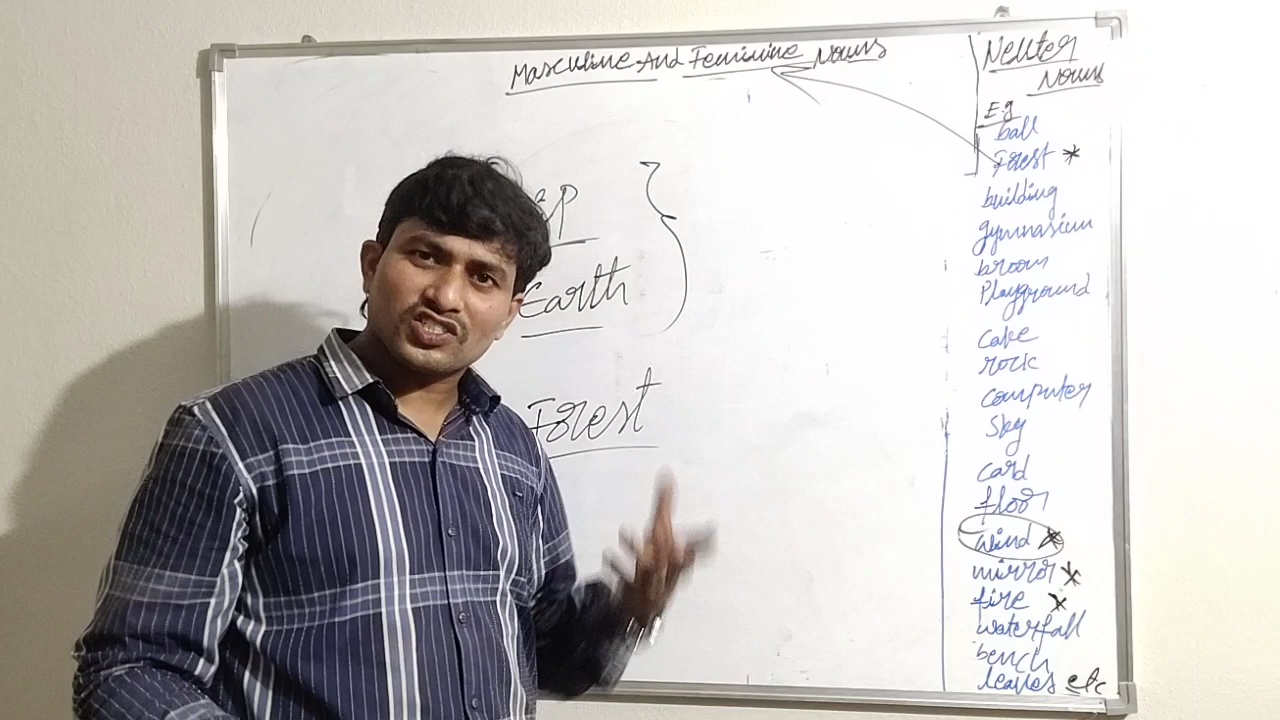 Masculine And Feminine Nouns
Earth
Forest
Neuter
Nouns
E.g
ball
Forest *
building
gymnasium
broom
Playground
cake
rock
computer
Sky
card
floor
wind *
mirror *
fire *
waterfall
bench
leaves etc